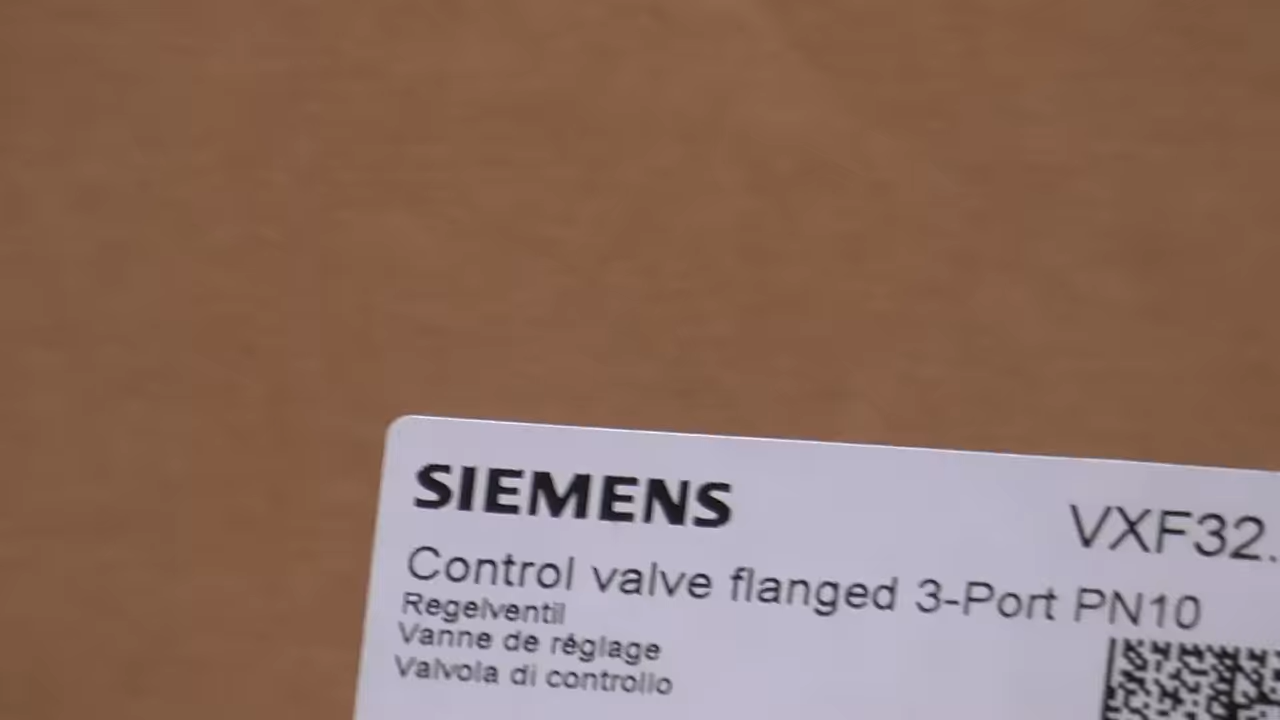 SIEMENS
VXF32.
Control valve flanged 3-Port PN10
Regelventil
Vanne de réglage
Valvola di controllo